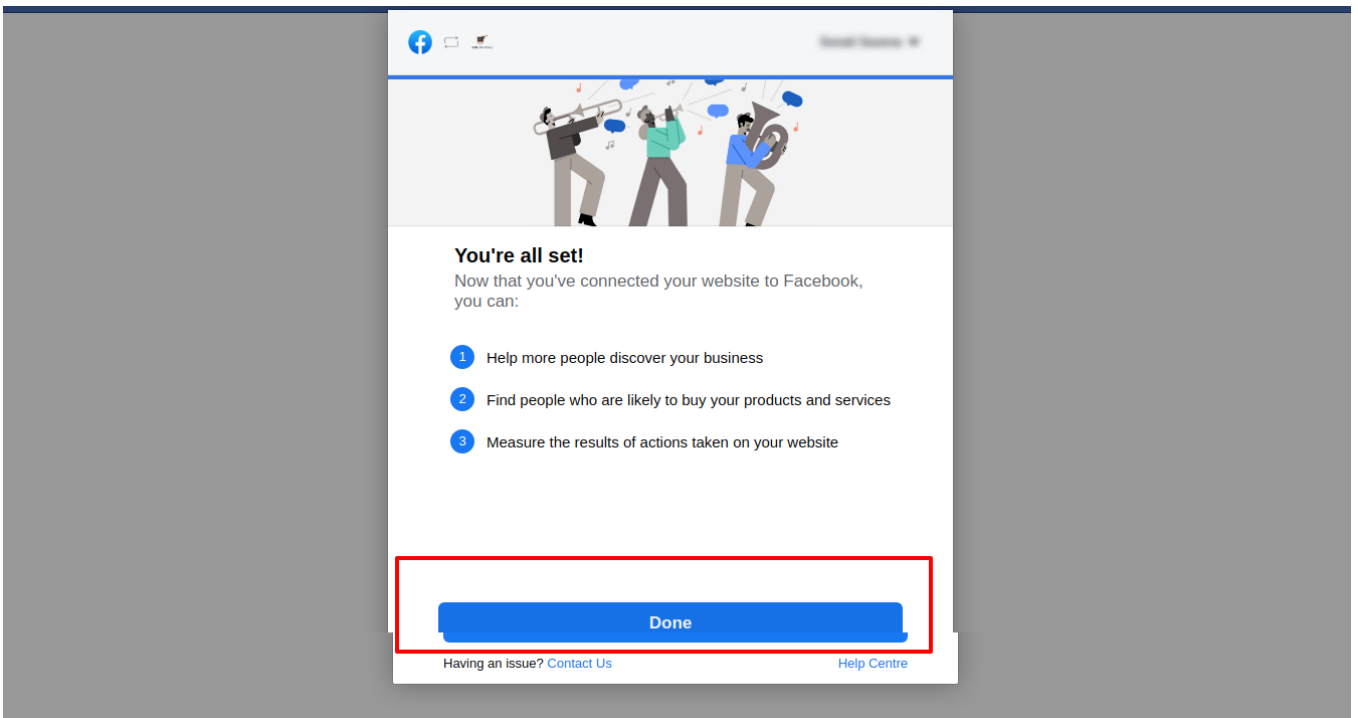 You're all set!
Now that you've connected your website to Facebook,
you can:
1 Help more people discover your business
2 Find people who are likely to buy your products and services
3 Measure the results of actions taken on your website
Done
Having an issue? Contact Us Help Centre